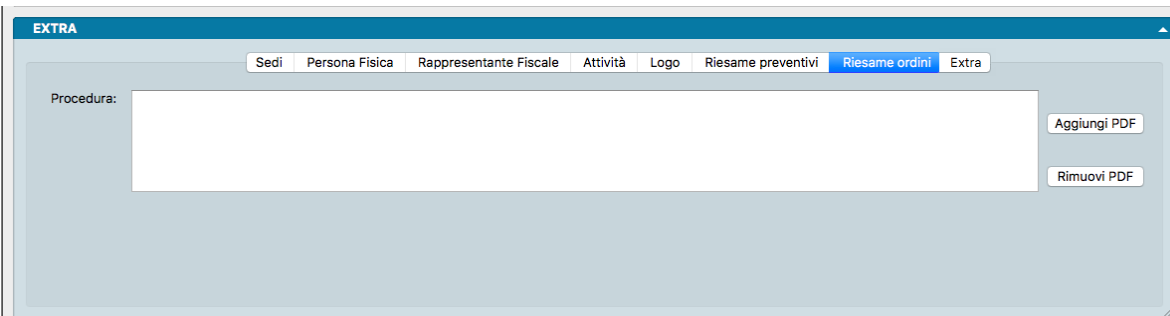 EXTRA
Sedi Persona Fisica Rappresentante Fiscale Attività Logo Riesame preventivi Riesame ordini Extra
Procedura:
Aggiungi PDF
Rimuovi PDF